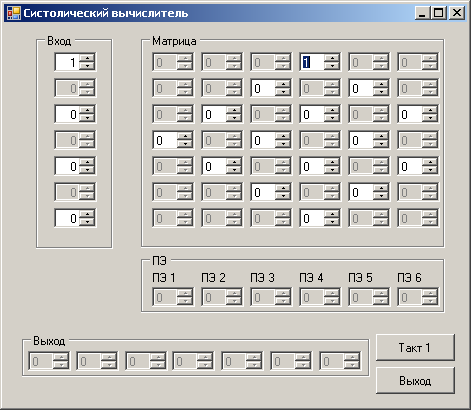 Систолический вычислитель
Вход Матрица
1 0 0 0 1 0 0
0 0 0 0 0 0 0
0 0 0 0 0 0 0
0 0 0 0 0 0 0
0 0 0 0 0 0 0
0 0 0 0 0 0 0
0 0 0 0 0 0 0
ПЭ
ПЭ 1 ПЭ 2 ПЭ 3 ПЭ 4 ПЭ 5 ПЭ 6
0 0 0 0 0 0
Выход
0 0 0 0 0 0 0
Такт 1
Выход